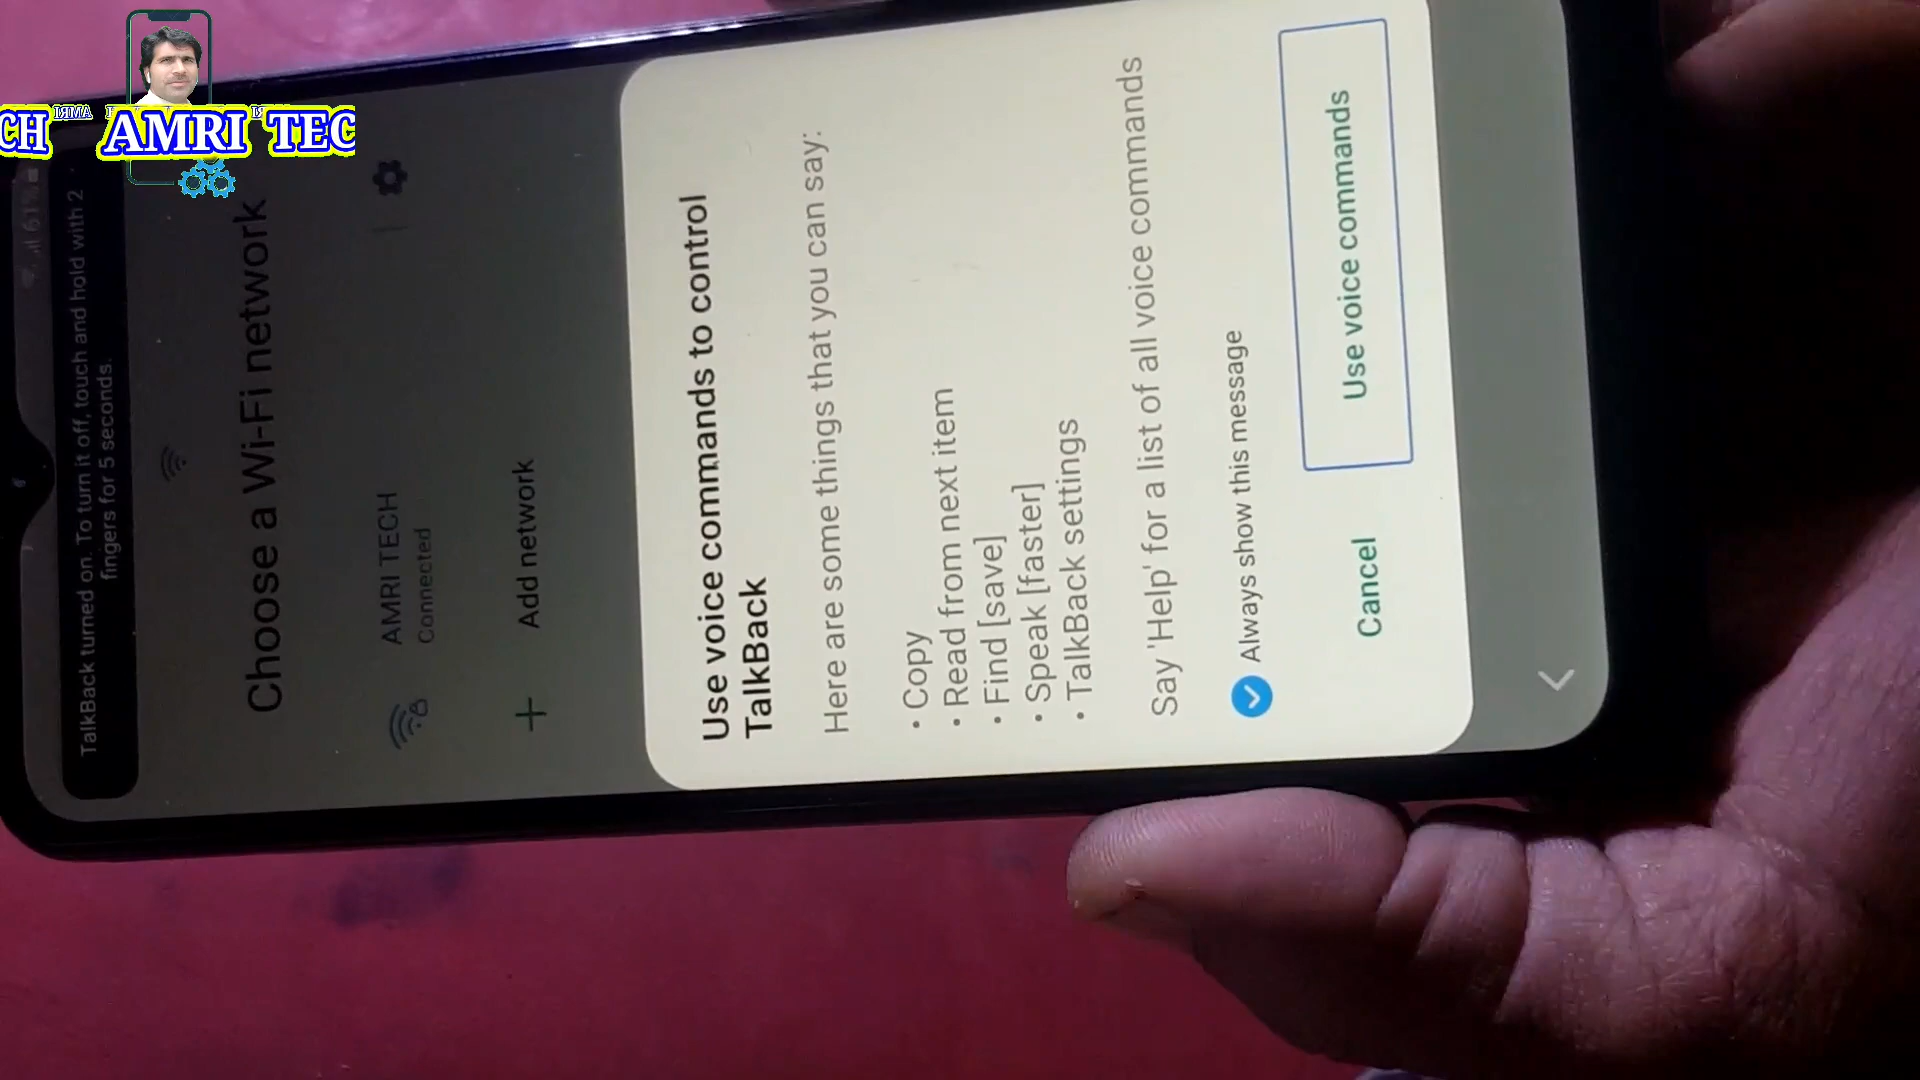 CH AMRI TEC
61%
TalkBack turned on. To turn it off, touch and hold with 2
fingers for 5 seconds.
Choose a Wi-Fi network
AMRI TECH
Connected
Add network
Use voice commands to control
TalkBack
Here are some things that you can say:
• Copy
• Read from next item
• Find [save]
• Speak [faster]
• TalkBack settings
Say 'Help' for a list of all voice commands
Always show this message
Cancel
Use voice commands